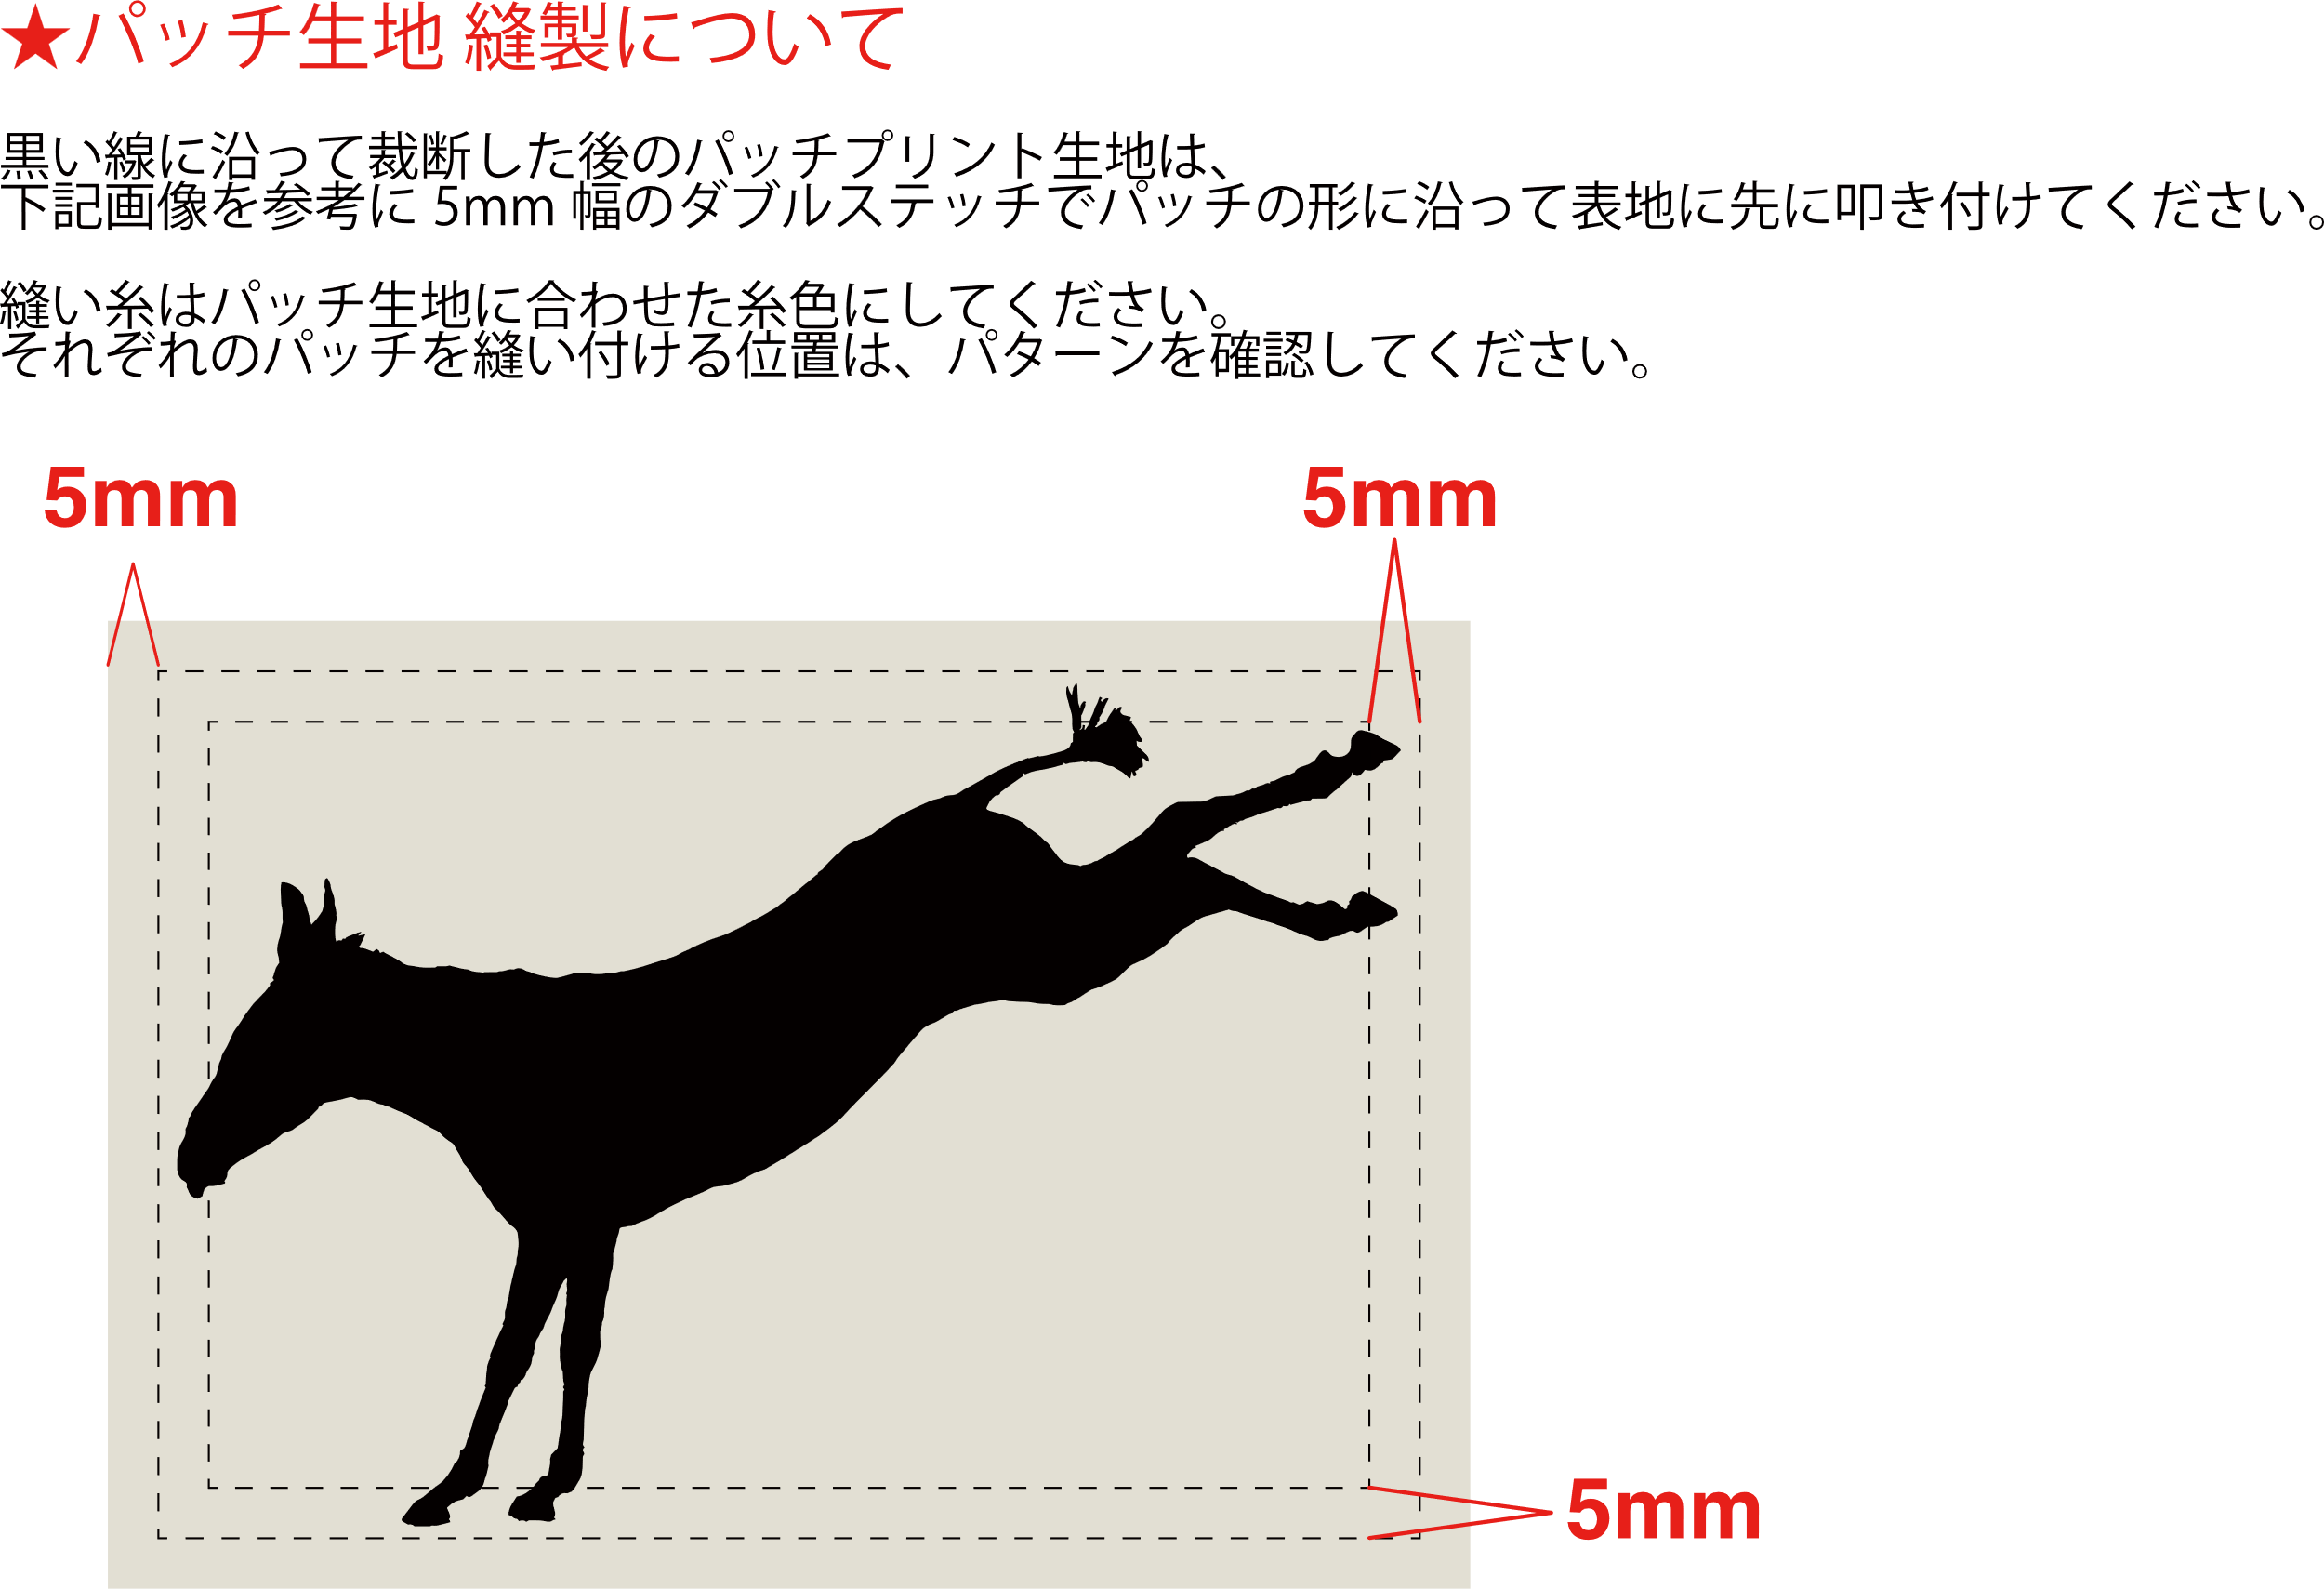 ★パッチ生地 縫製について
黒い線に沿って裁断した後のパッチプリント生地は、
下記画像を参考に 5mm 幅のダブルステッチでパッチの形に沿って表地に先に叩き付けてください。
縫い糸はパッチ生地に合わせた糸色にしてください。
それぞれのパッチを縫い付ける位置は、パターンを確認してください。
5mm
5mm
5mm